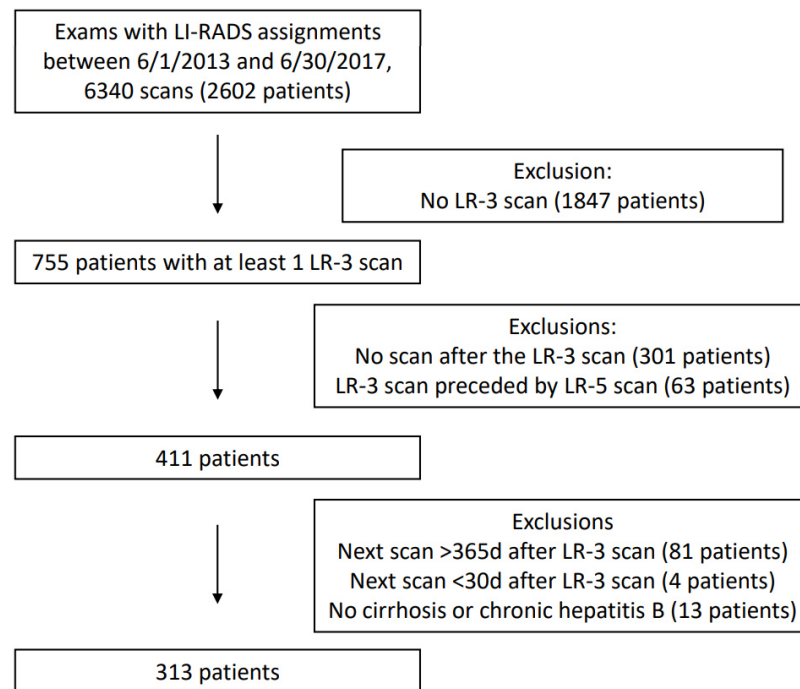 Exams with LI-RADS assignments
between 6/1/2013 and 6/30/2017,
6340 scans (2602 patients)
Exclusion:
No LR-3 scan (1847 patients)
755 patients with at least 1 LR-3 scan
Exclusions:
No scan after the LR-3 scan (301 patients)
LR-3 scan preceded by LR-5 scan (63 patients)
411 patients
Exclusions
Next scan >365d after LR-3 scan (81 patients)
Next scan <30d after LR-3 scan (4 patients)
No cirrhosis or chronic hepatitis B (13 patients)
313 patients